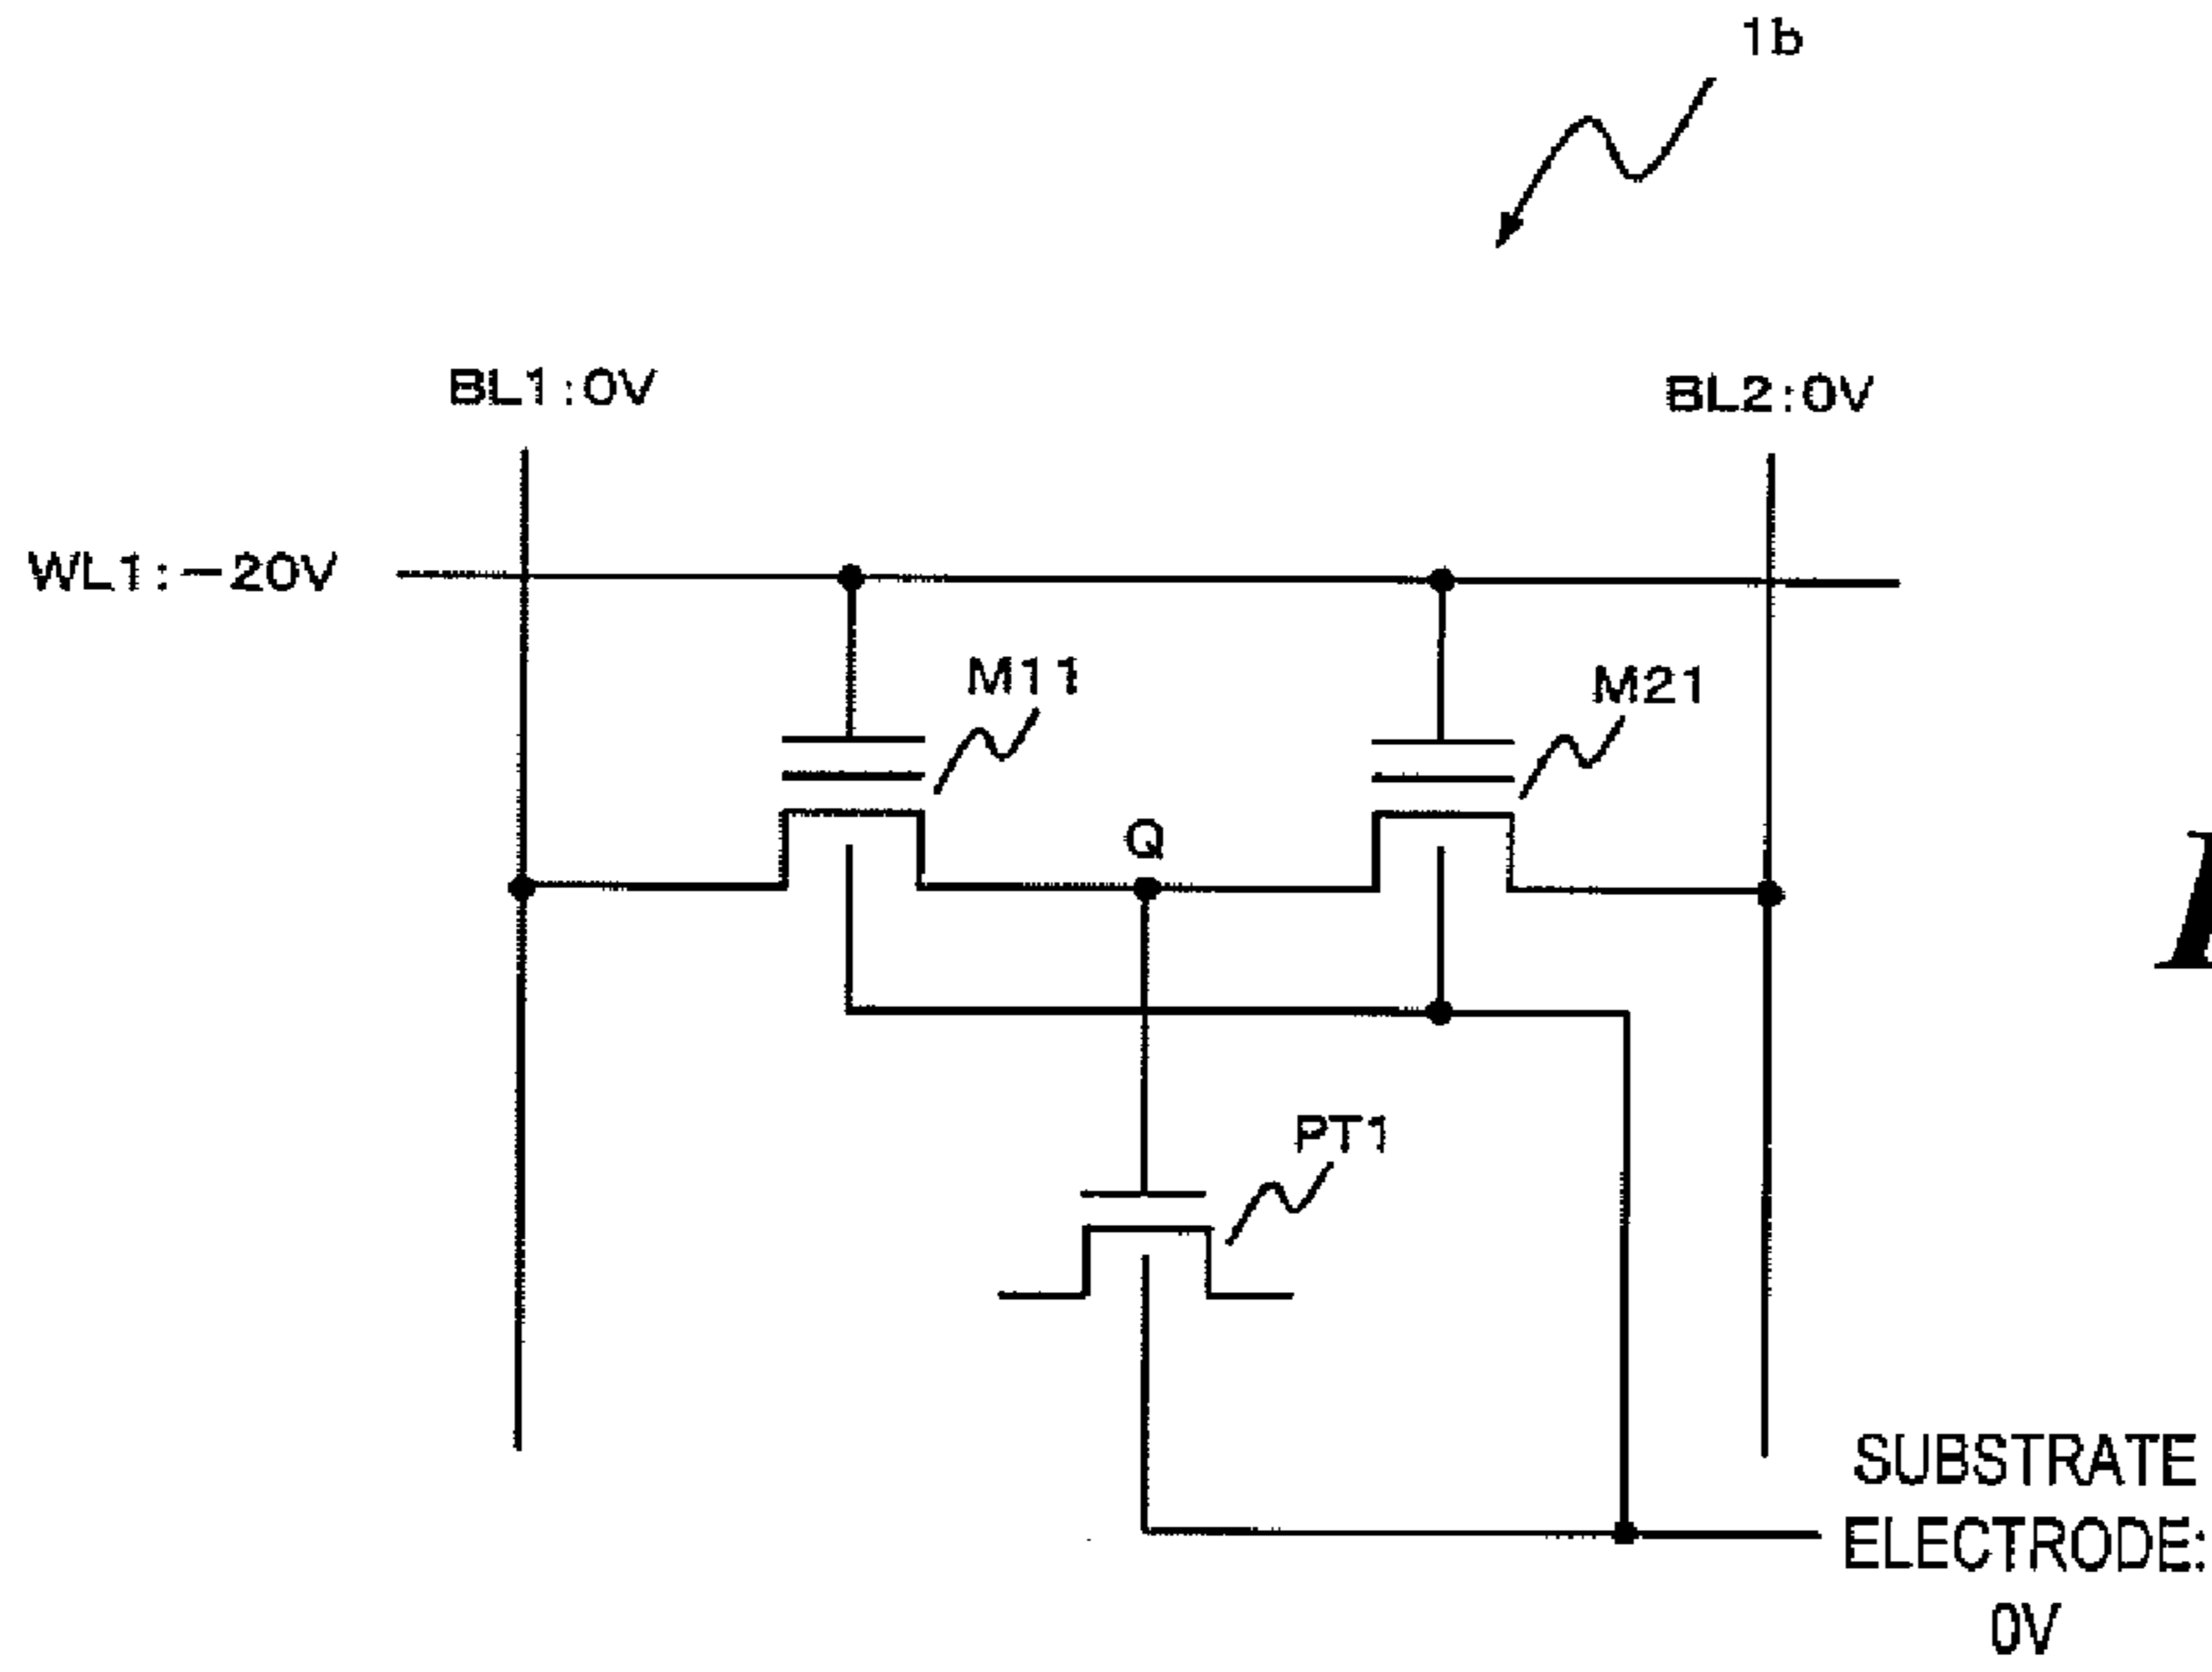 1b
BL1:0V
BL2:0V
WL1:−20V
M11
M21
Q
PT1
SUBSTRATE
ELECTRODE:
0V